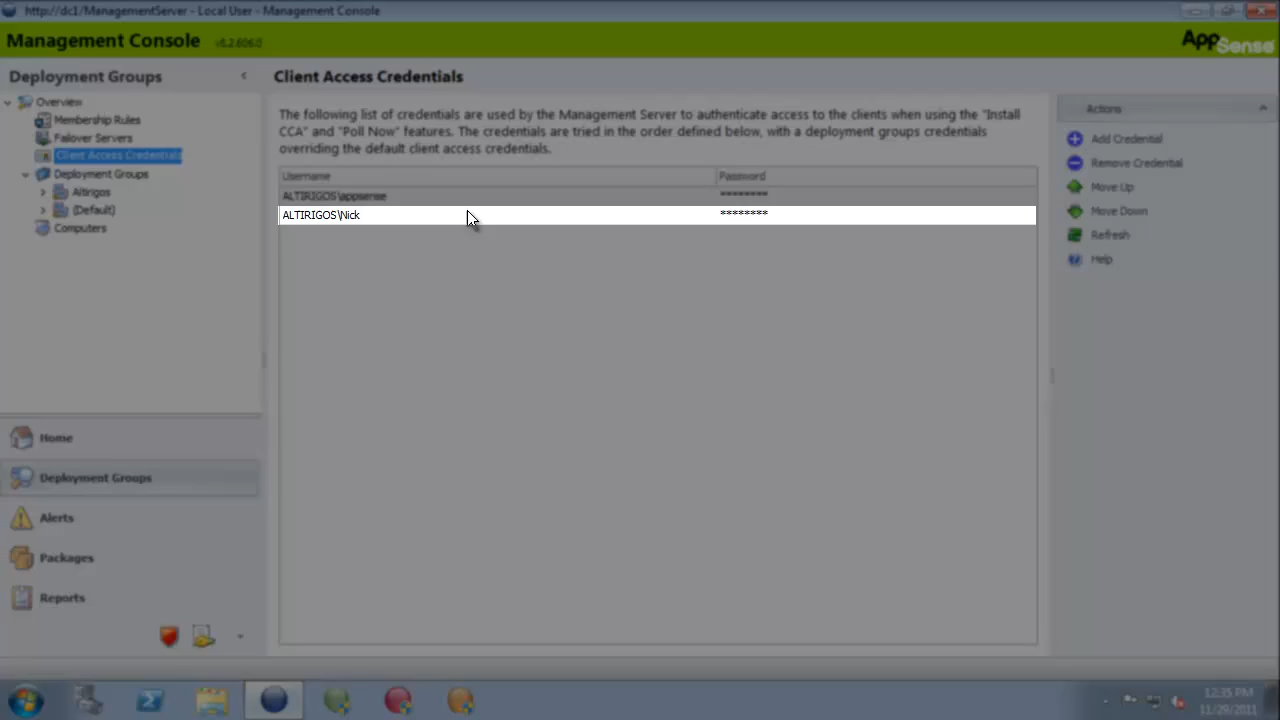 http://dc1/ManagementServer - Local User - Management Console
Management Console v8.2.606.0
AppSense
Deployment Groups
Overview
Membership Rules
Failover Servers
Client Access Credentials
Deployment Groups
Altirigos
(Default)
Computers
Home
Deployment Groups
Alerts
Packages
Reports
Client Access Credentials
The following list of credentials are used by the Management Server to authenticate access to the clients when using the "Install
CCA" and "Poll Now" features. The credentials are tried in the order defined below, with a deployment groups credentials
overriding the default client access credentials.
Username Password
ALTIRIGOS\appsense ********
ALTIRIGOS\Nick ********
Actions
Add Credential
Remove Credential
Move Up
Move Down
Refresh
Help
12:35 PM
11/29/2011